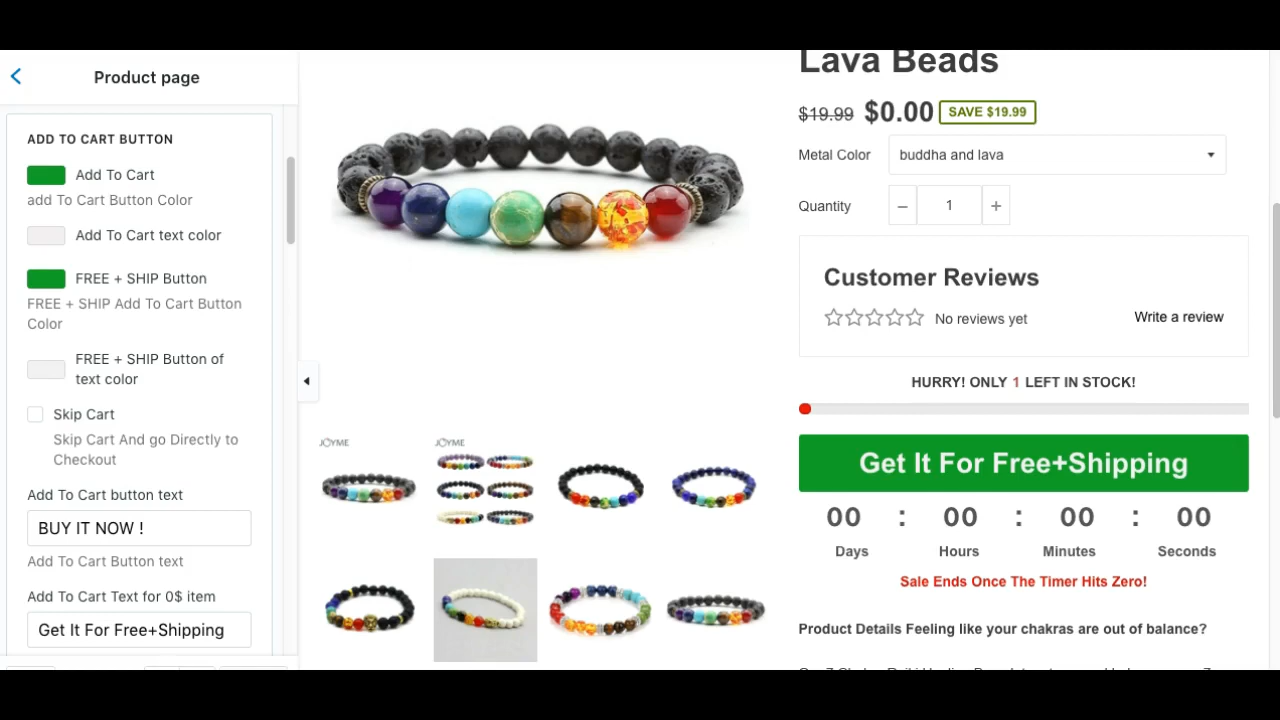 Product page
ADD TO CART BUTTON
Add To Cart
add To Cart Button Color
Add To Cart text color
FREE + SHIP Button
FREE + SHIP Add To Cart Button
Color
FREE + SHIP Button of
text color
Skip Cart
Skip Cart And go Directly to
Checkout
Add To Cart button text
BUY IT NOW !
Add To Cart Button text
Add To Cart Text for 0$ item
Get It For Free+Shipping
JOYME
JOYME
Lava Beads
$19.99 $0.00 SAVE $19.99
Metal Color buddha and lava
Quantity − 1 +
Customer Reviews
No reviews yet Write a review
HURRY! ONLY 1 LEFT IN STOCK!
Get It For Free+Shipping
00 : 00 : 00 : 00
Days Hours Minutes Seconds
Sale Ends Once The Timer Hits Zero!
Product Details Feeling like your chakras are out of balance?